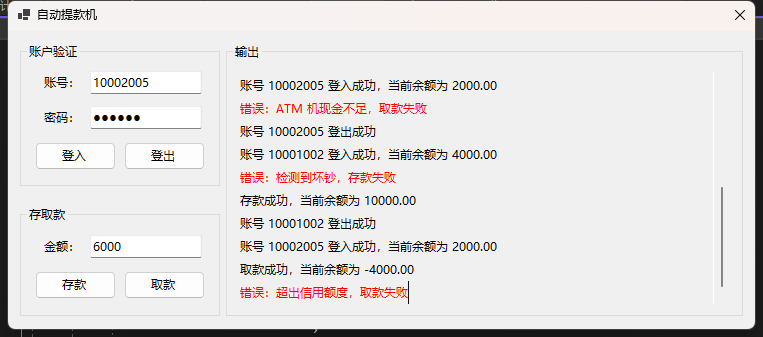 自动提款机
账户验证
账号：
10002005
密码：
●●●●●●
登入
登出
存取款
金额：
6000
存款
取款
输出
账号 10002005 登入成功，当前余额为 2000.00
错误：ATM 机现金不足，取款失败
账号 10002005 登出成功
账号 10001002 登入成功，当前余额为 4000.00
错误：检测到坏钞，存款失败
存款成功，当前余额为 10000.00
账号 10001002 登出成功
账号 10002005 登入成功，当前余额为 2000.00
取款成功，当前余额为 -4000.00
错误：超出信用额度，取款失败